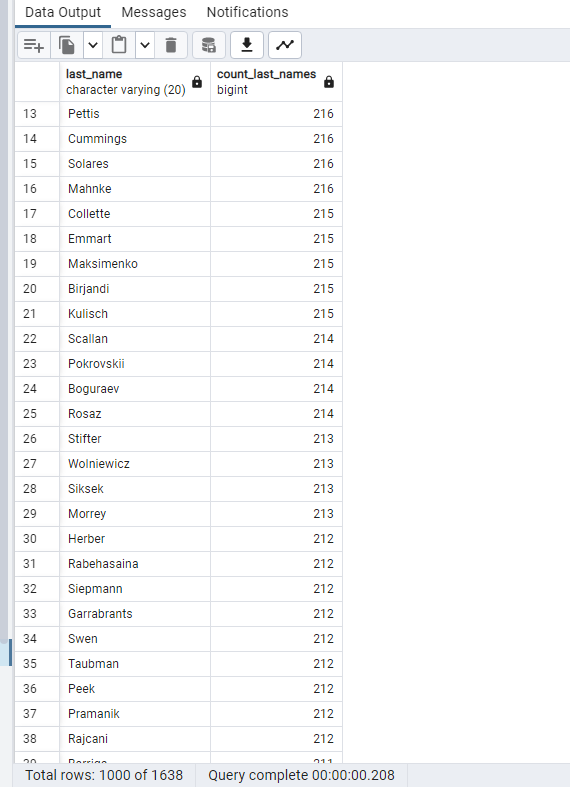 Data Output Messages Notifications
last_name count_last_names
character varying (20) bigint
13 Pettis 216
14 Cummings 216
15 Solares 216
16 Mahnke 216
17 Collette 215
18 Emmart 215
19 Maksimenko 215
20 Birjandi 215
21 Kulisch 215
22 Scallan 214
23 Pokrovskii 214
24 Boguraev 214
25 Rosaz 214
26 Stifter 213
27 Wolniewicz 213
28 Siksek 213
29 Morrey 213
30 Herber 212
31 Rabehasaina 212
32 Siepmann 212
33 Garrabrants 212
34 Swen 212
35 Taubman 212
36 Peek 212
37 Pramanik 212
38 Rajcani 212
39 211
Total rows: 1000 of 1638 Query complete 00:00:00.208